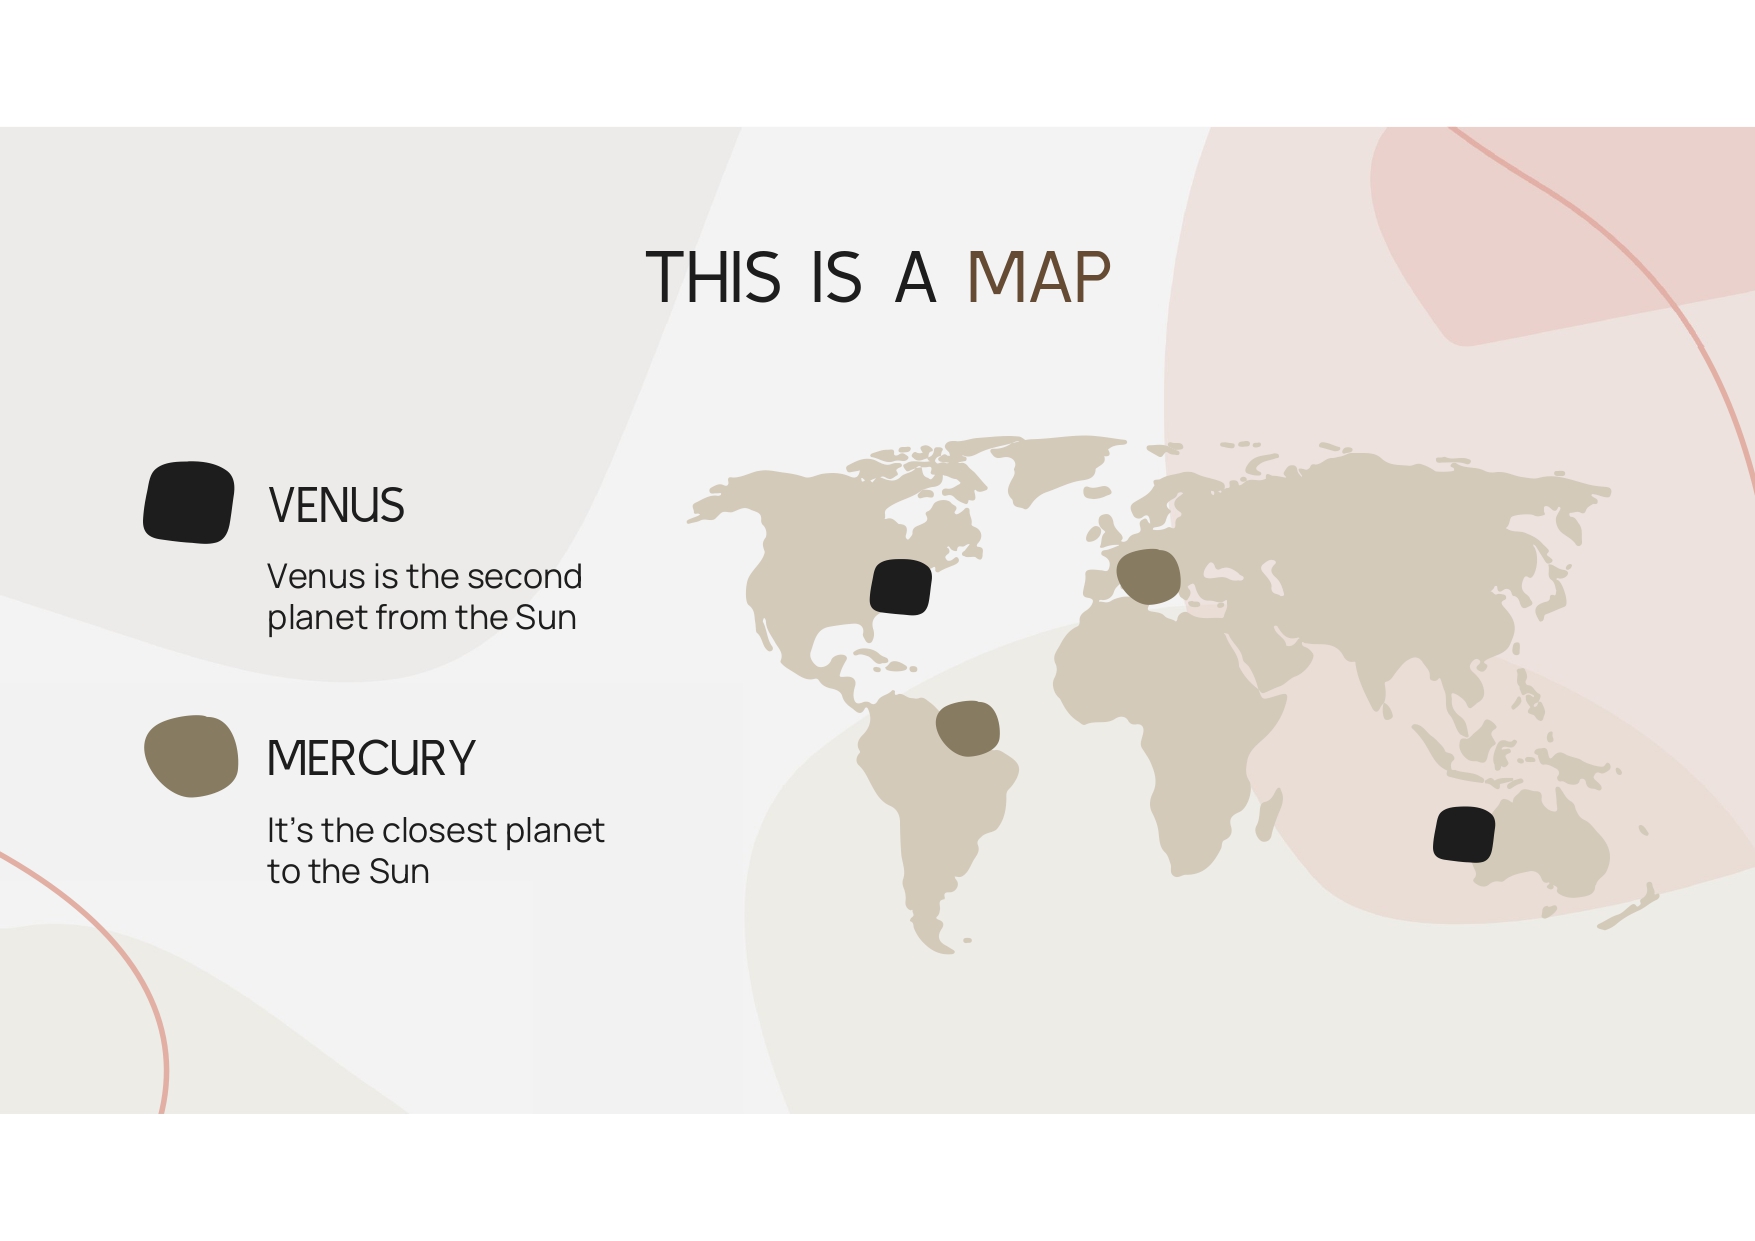 THIS IS A MAP
VENUS
Venus is the second
planet from the Sun
MERCURY
It’s the closest planet
to the Sun